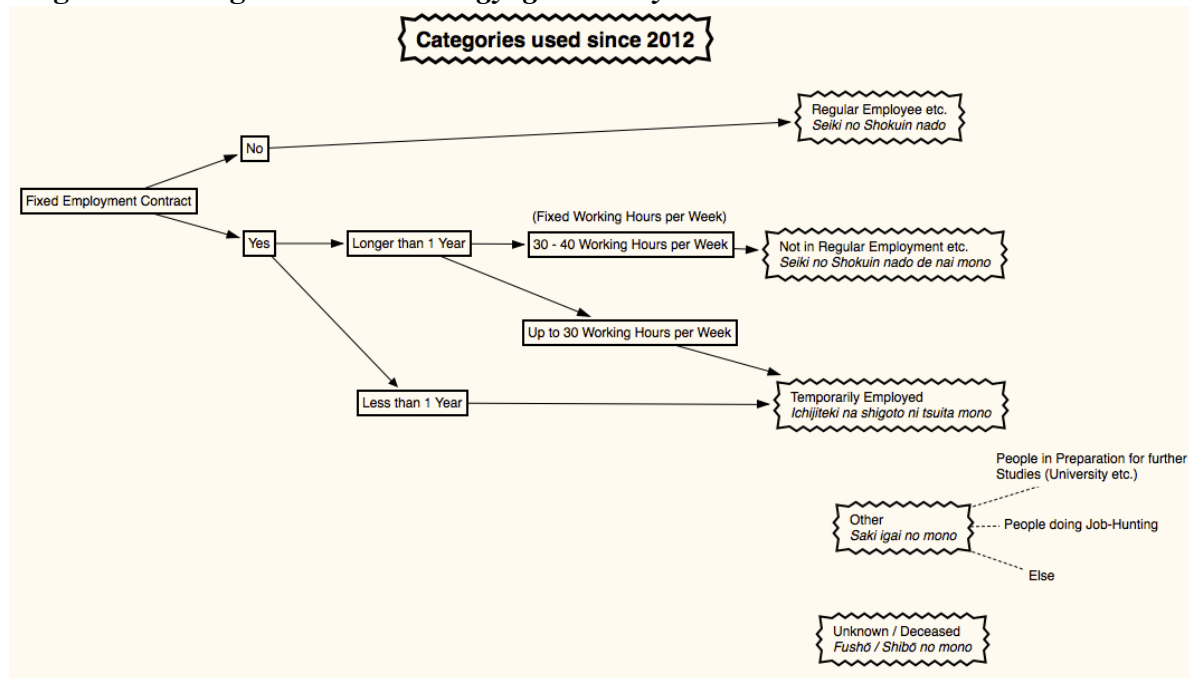 Categories used since 2012
Regular Employee etc.
Seiki no Shokuin nado
No
Fixed Employment Contract
(Fixed Working Hours per Week)
Yes
Longer than 1 Year
30 - 40 Working Hours per Week
Not in Regular Employment etc.
Seiki no Shokuin nado de nai mono
Up to 30 Working Hours per Week
Less than 1 Year
Temporarily Employed
Ichijiteki na shigoto ni tsuita mono
People in Preparation for further
Studies (University etc.)
Other
Saki igai no mono
People doing Job-Hunting
Else
Unknown / Deceased
Fushō / Shibō no mono